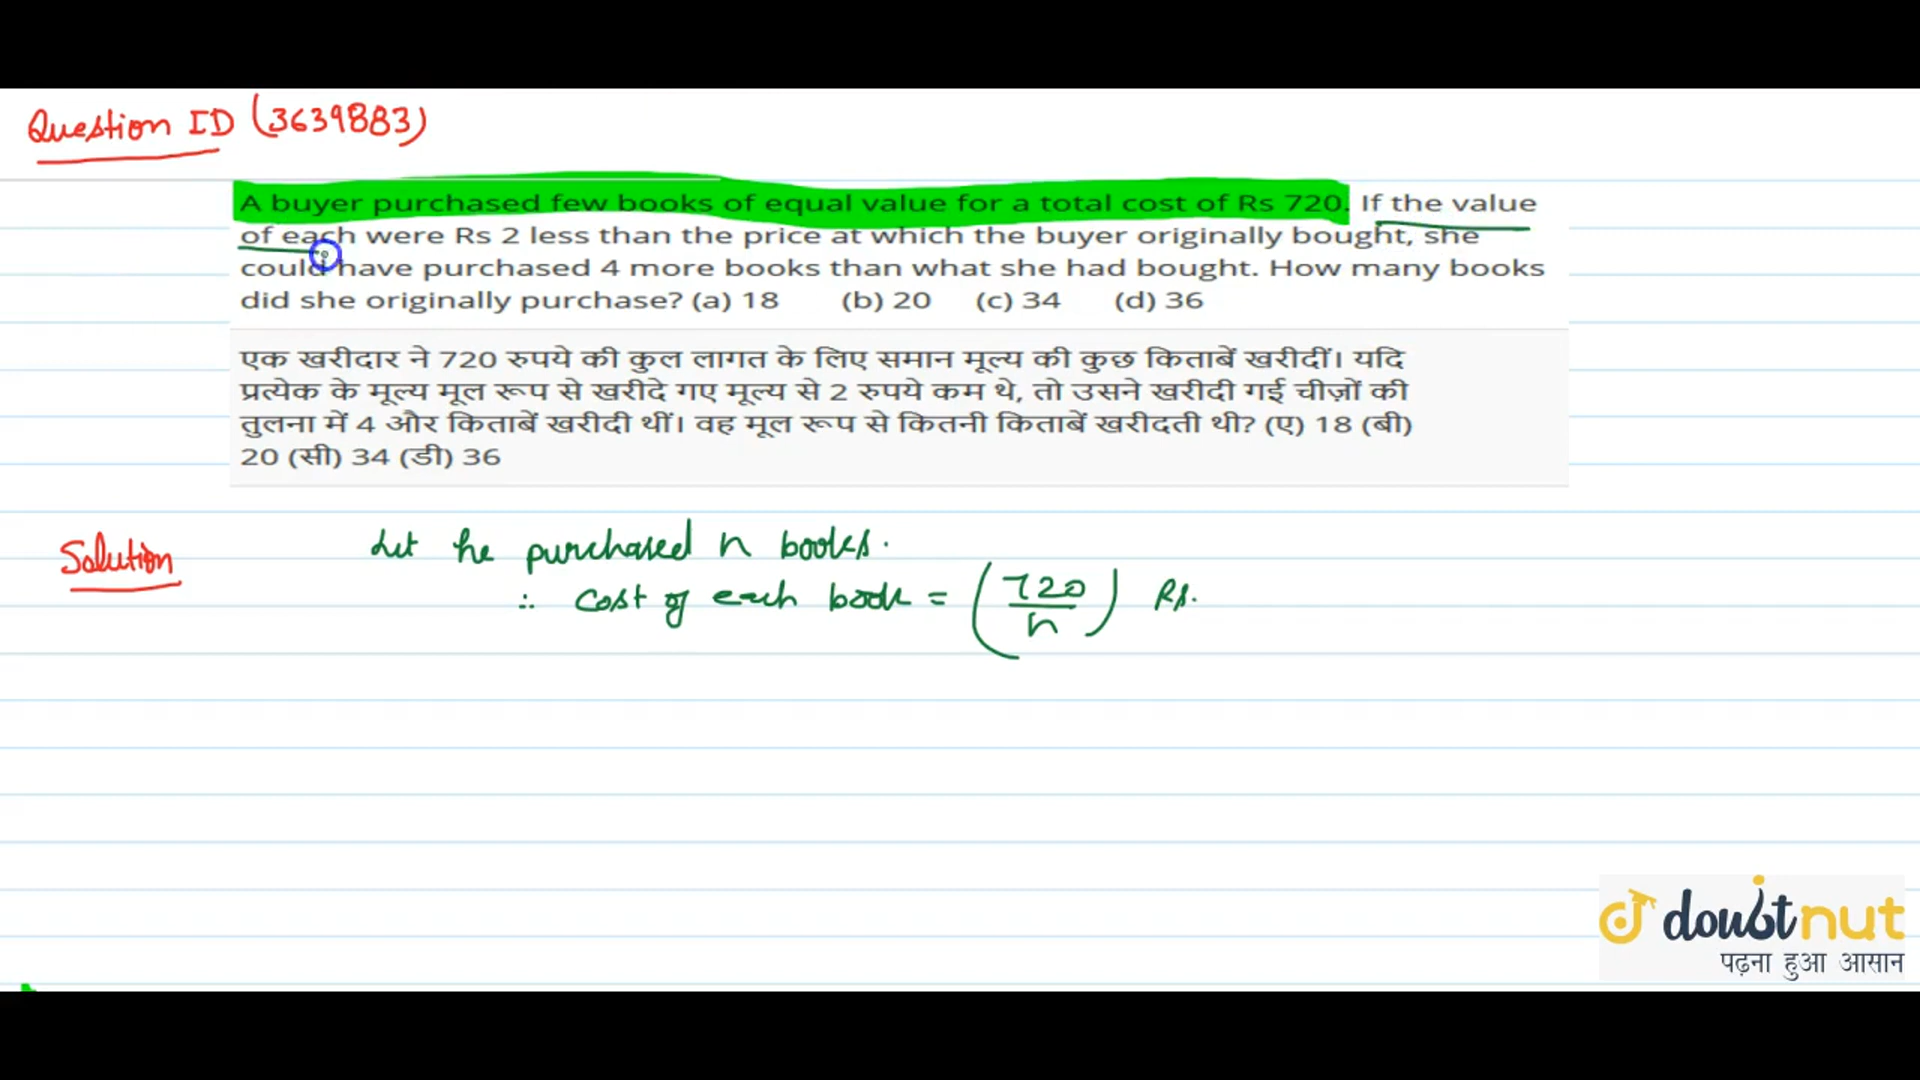 Question ID (3639883)
A buyer purchased few books of equal value for a total cost of Rs 720. If the value
of each were Rs 2 less than the price at which the buyer originally bought, she
could have purchased 4 more books than what she had bought. How many books
did she originally purchase? (a) 18 (b) 20 (c) 34 (d) 36
एक खरीदार ने 720 रुपये की कुल लागत के लिए समान मूल्य की कुछ किताबें खरीदीं। यदि
प्रत्येक के मूल्य मूल रूप से खरीदे गए मूल्य से 2 रुपये कम थे, तो उसने खरीदी गई चीज़ों की
तुलना में 4 और किताबें खरीदी थीं। वह मूल रूप से कितनी किताबें खरीदती थी? (ए) 18 (बी)
20 (सी) 34 (डी) 36
Solution
Let he purchased n books.
∴ cost of each book = (720/n) Rs.
doubtnut
पढ़ना हुआ आसान